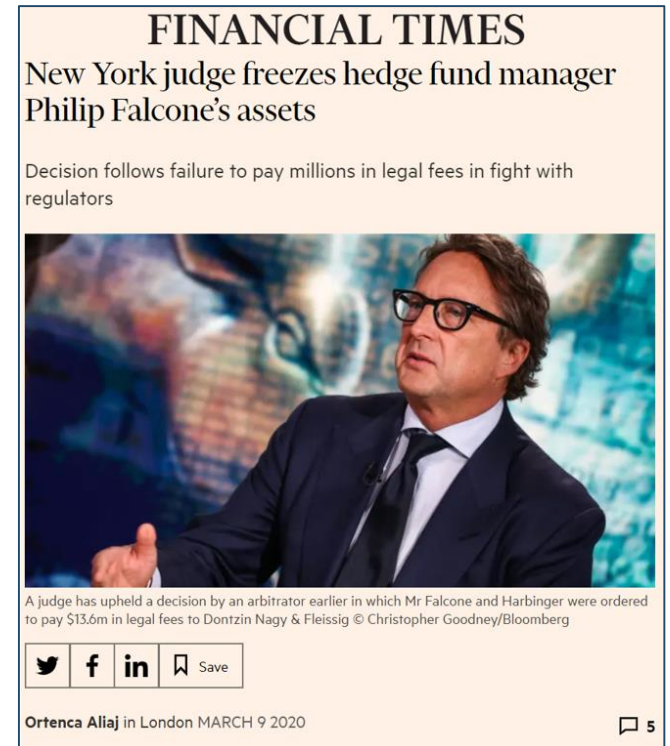 FINANCIAL TIMES
New York judge freezes hedge fund manager
Philip Falcone’s assets
Decision follows failure to pay millions in legal fees in fight with
regulators
A judge has upheld a decision by an arbitrator earlier in which Mr Falcone and Harbinger were ordered
to pay $13.6m in legal fees to Dontzin Nagy & Fleissig © Christopher Goodney/Bloomberg
Save
Ortenca Aliaj in London MARCH 9 2020
5